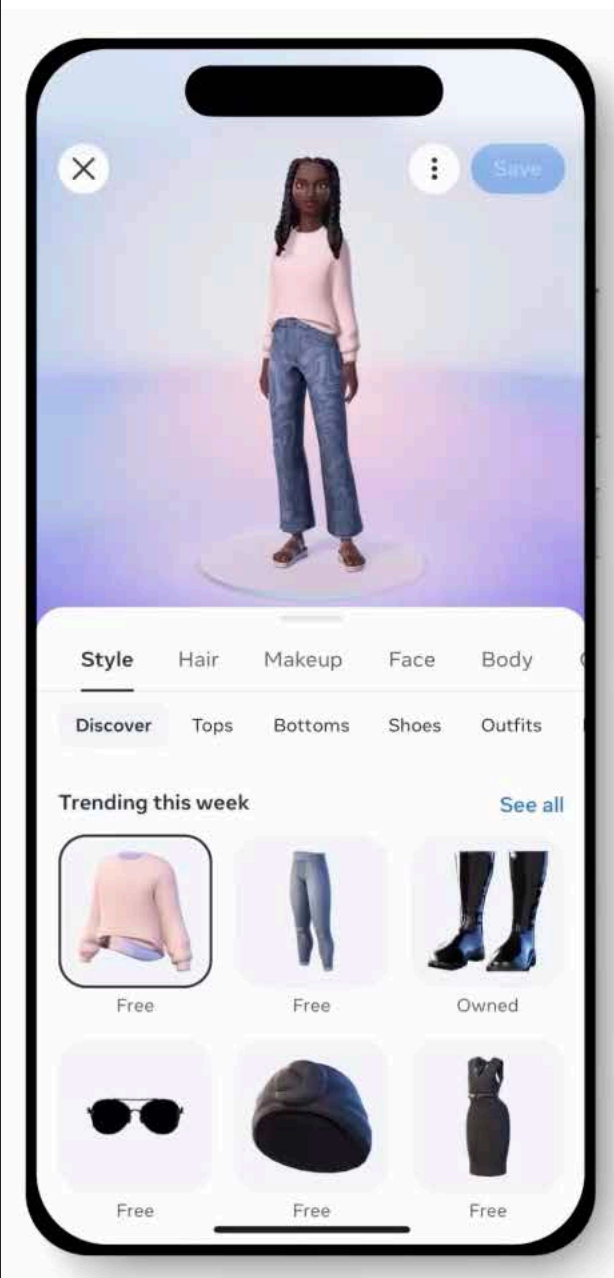 Save
Style Hair Makeup Face Body
Discover Tops Bottoms Shoes Outfits
Trending this week See all
Free Free Owned
Free Free Free